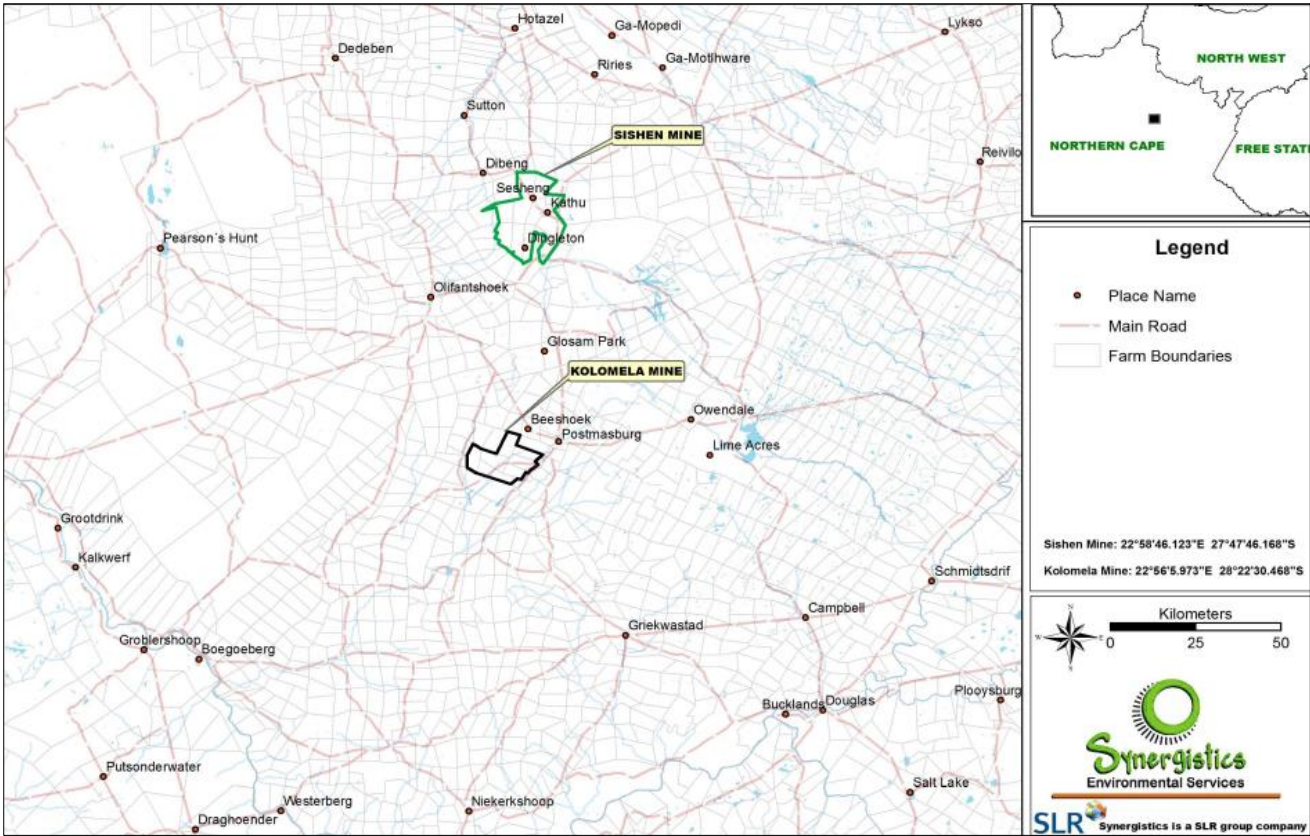 Hotazel
Ga-Mopedi
Lykso
Dedeben
Ga-Motlhware
Riries
Sutton
SISHEN MINE
Reivilo
Dibeng
Sesheng
Kathu
Pearson´s Hunt
Dingleton
Olifantshoek
Glosam Park
KOLOMELA MINE
Owendale
Beeshoek
Postmasburg
Lime Acres
Grootdrink
Kalkwerf
Schmidtsdrif
Campbell
Griekwastad
Groblershoop
Boegoeberg
Plooysburg
Bucklands
Douglas
Putsonderwater
Salt Lake
Westerberg
Niekerkshoop
Draghoender
NORTH WEST
NORTHERN CAPE
FREE STATE
Legend
Place Name
Main Road
Farm Boundaries
Sishen Mine: 22°58'46.123"E 27°47'46.168"S
Kolomela Mine: 22°56'5.973"E 28°22'30.468"S
N
W
E
S
Kilometers
0 25 50
Synergistics
Environmental Services
SLR
Synergistics is a SLR group company